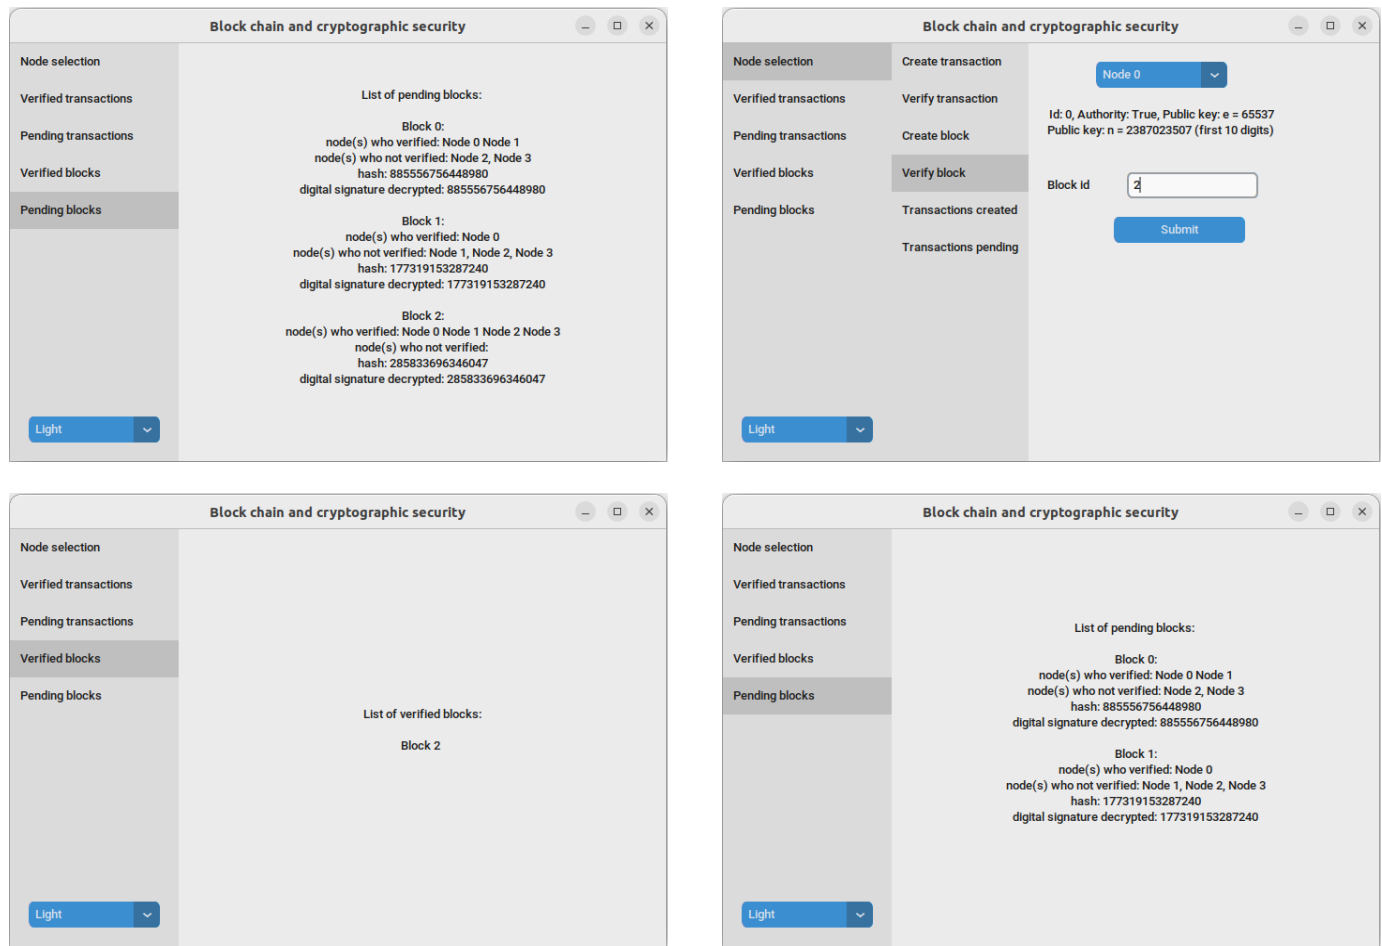 Block chain and cryptographic security
Node selection
Verified transactions
Pending transactions
Verified blocks
Pending blocks
Light
List of pending blocks:
Block 0:
node(s) who verified: Node 0 Node 1
node(s) who not verified: Node 2, Node 3
hash: 885556756448980
digital signature decrypted: 885556756448980
Block 1:
node(s) who verified: Node 0
node(s) who not verified: Node 1, Node 2, Node 3
hash: 177319153287240
digital signature decrypted: 177319153287240
Block 2:
node(s) who verified: Node 0 Node 1 Node 2 Node 3
node(s) who not verified:
hash: 285833696346047
digital signature decrypted: 285833696346047
Block chain and cryptographic security
Node selection
Verified transactions
Pending transactions
Verified blocks
Pending blocks
Light
Create transaction
Verify transaction
Create block
Verify block
Transactions created
Transactions pending
Node 0
Id: 0, Authority: True, Public key: e = 65537
Public key: n = 2387023507 (first 10 digits)
Block id
2
Submit
Block chain and cryptographic security
Node selection
Verified transactions
Pending transactions
Verified blocks
Pending blocks
Light
List of verified blocks:
Block 2
Block chain and cryptographic security
Node selection
Verified transactions
Pending transactions
Verified blocks
Pending blocks
Light
List of pending blocks:
Block 0:
node(s) who verified: Node 0 Node 1
node(s) who not verified: Node 2, Node 3
hash: 885556756448980
digital signature decrypted: 885556756448980
Block 1:
node(s) who verified: Node 0
node(s) who not verified: Node 1, Node 2, Node 3
hash: 177319153287240
digital signature decrypted: 177319153287240